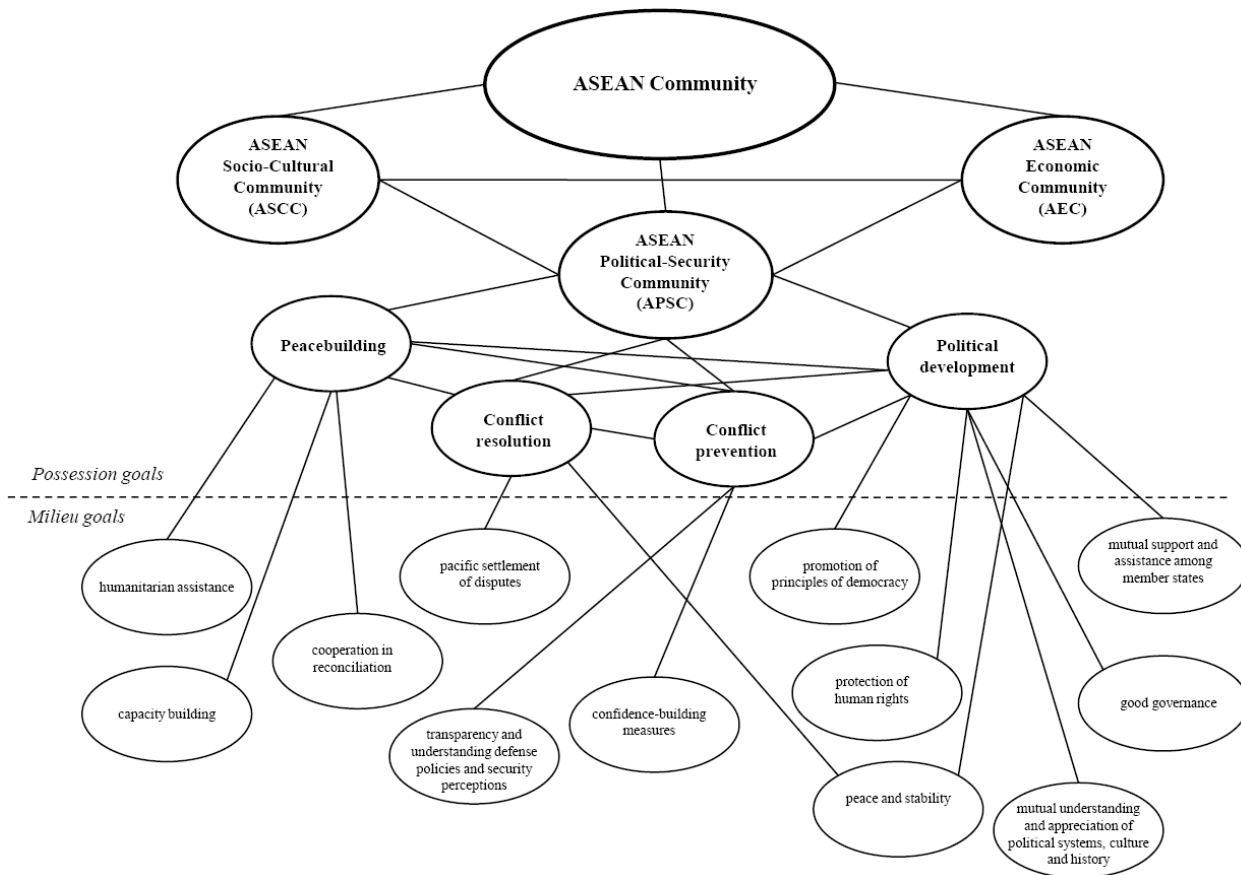 ASEAN Community
ASEAN
Socio-Cultural
Community
(ASCC)
ASEAN
Economic
Community
(AEC)
ASEAN
Political-Security
Community
(APSC)
Peacebuilding
Political
development
Conflict
resolution
Conflict
prevention
Possession goals
Milieu goals
humanitarian assistance
pacific settlement
of disputes
promotion of
principles of democracy
mutual support and
assistance among
member states
cooperation in
reconciliation
capacity building
transparency and
understanding defense
policies and security
perceptions
confidence-building
measures
protection of
human rights
good governance
peace and stability
mutual understanding
and appreciation of
political systems, culture
and history